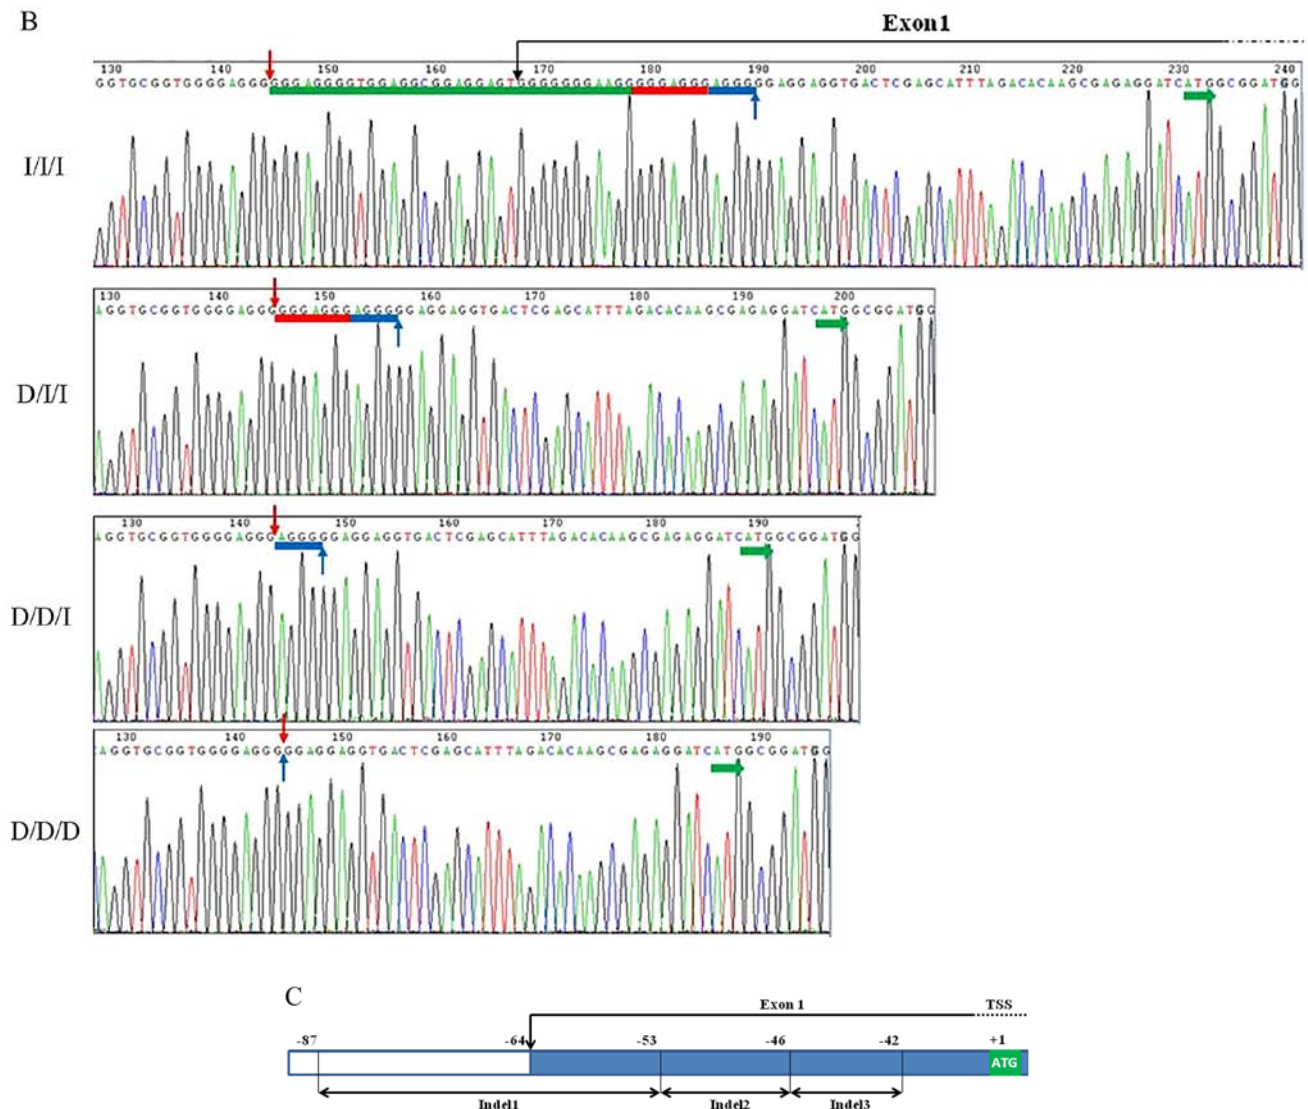 B
Exon1
130 140 150 160 170 180 190 200 210 220 230 240
GGTGCGGTGGGGAGGGGGGAGGGGTGGAGGCGGAGGAGTGGGGGGGAAGGGGGAGGGAGGGGGAGGAGGTGACTCGAGCATTTAGACACAAGCGAGAGGATCATGGCGGATGG
I/I/I
130 140 150 160 170 180 190 200
AGGTGCGGTGGGGAGGGGGGAGGGAGGGGGAGGAGGTGACTCGAGCATTTAGACACAAGCGAGAGGATCATGGCGGATGG
D/I/I
130 140 150 160 170 180 190
AGGTGCGGTGGGGAGGGAGGGGGAGGAGGTGACTCGAGCATTTAGACACAAGCGAGAGGATCATGGCGGATGG
D/D/I
130 140 150 160 170 180 190
AGGTGCGGTGGGGAGGGGGAGGAGGTGACTCGAGCATTTAGACACAAGCGAGAGGATCATGGCGGATGG
D/D/D
C
Exon 1 TSS
-87 -64 -53 -46 -42 +1
ATG
Indel1 Indel2 Indel3